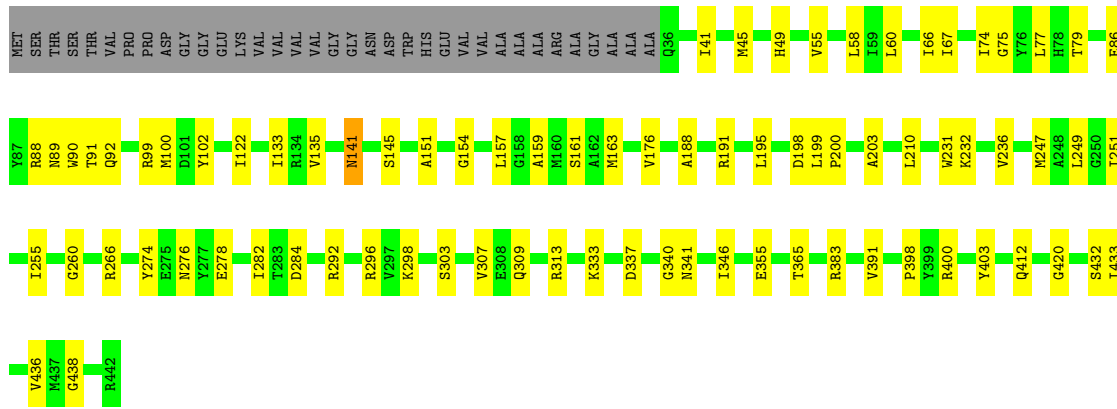 MET SER THR SER THR VAL PRO PRO ASP GLY GLY GLU LYS VAL VAL VAL VAL GLY GLY ASN ASP TRP HIS GLU VAL VAL ALA ALA ALA ARG ALA GLY ALA ALA ALA Q36 I41 M45 H49 V55 L58 I59 L60 I66 I67 I74 G75 Y76 L77 H78 T79 E86
Y87 R88 N89 W90 T91 Q92 R99 M100 D101 Y102 I122 I133 R134 V135 N141 S145 A151 G154 L157 G158 A159 M160 S161 A162 M163 V176 A188 R191 L195 D198 L199 P200 A203 L210 W231 K232 V236 M247 A248 L249 G250
I255 G260 R266 Y274 E275 N276 Y277 E278 I282 T283 D284 R292 R296 V297 K298 S303 V307 E308 Q309 R313 K333 D337 G340 N341 I346 E355 T365 R383 V391 P398 Y399 R400 Y403 Q412 G420 S432
V436 M437 G438 R442